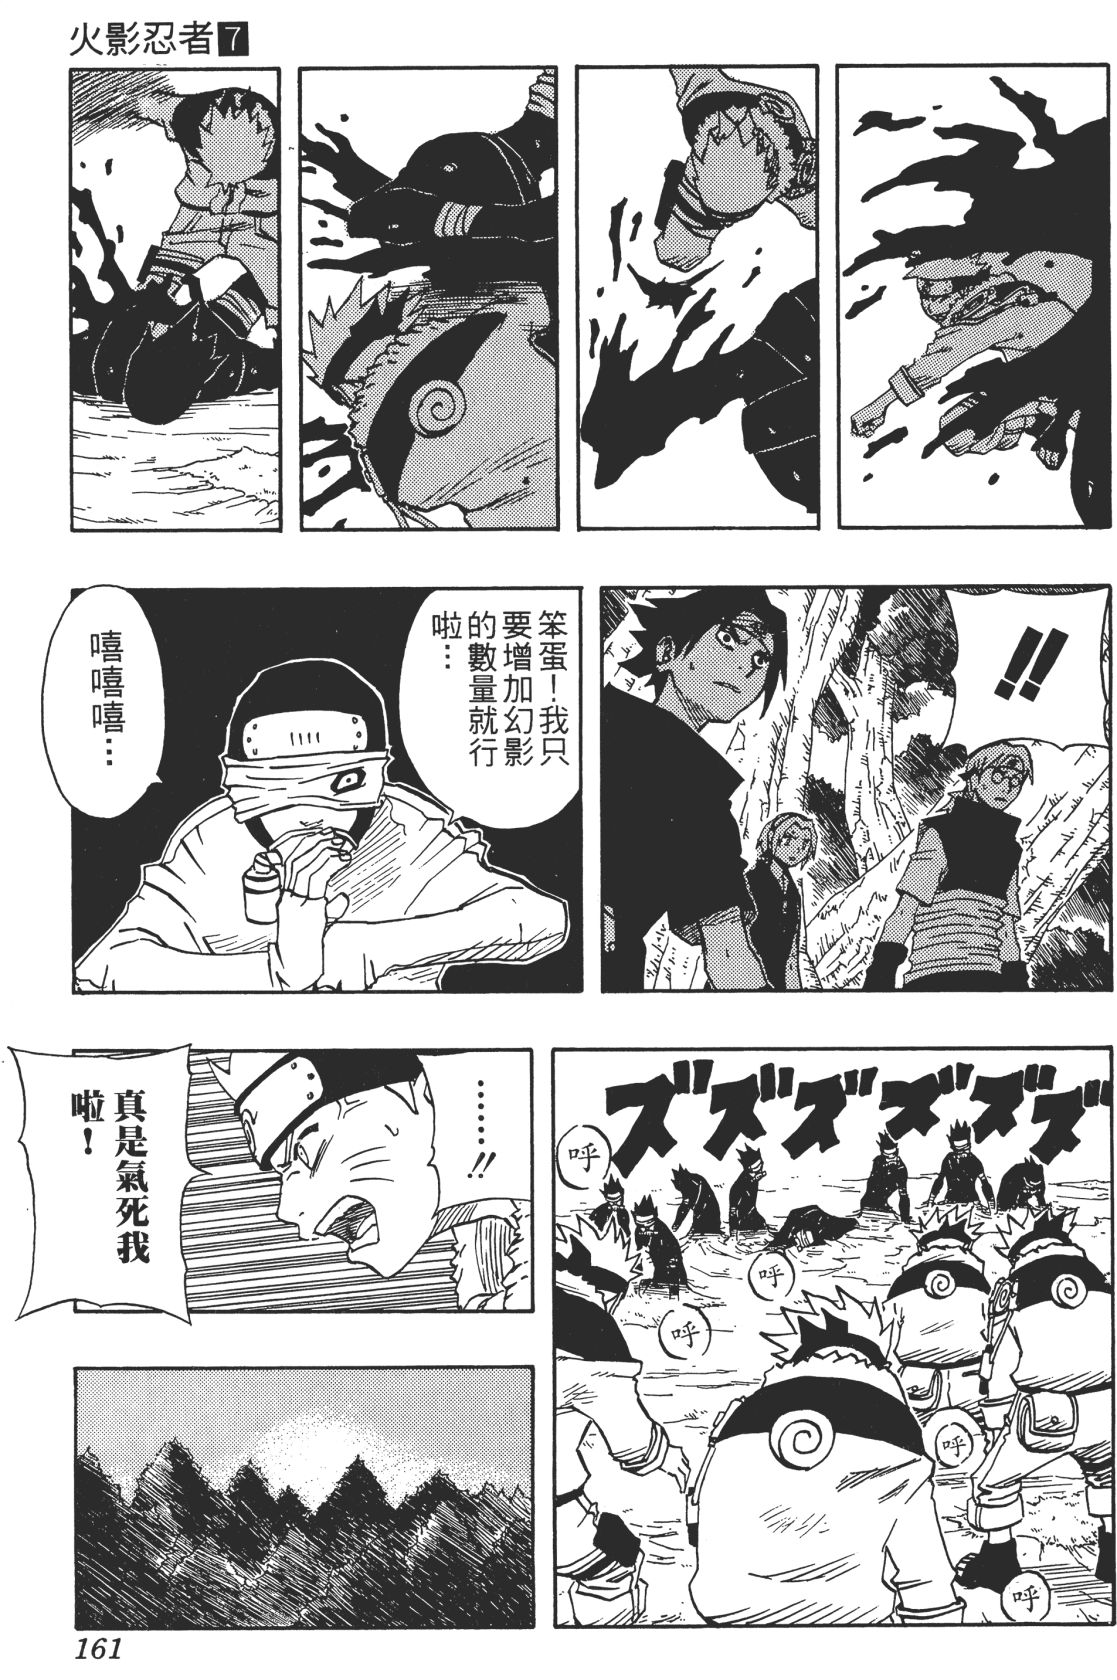 火影忍者7
!!
笨蛋!我只
要增加幻影
的數量就行
啦…
嘻嘻嘻…
ズズズズズズ
呼
呼
呼
呼
呼
……!!
真是氣死我
啦!
161